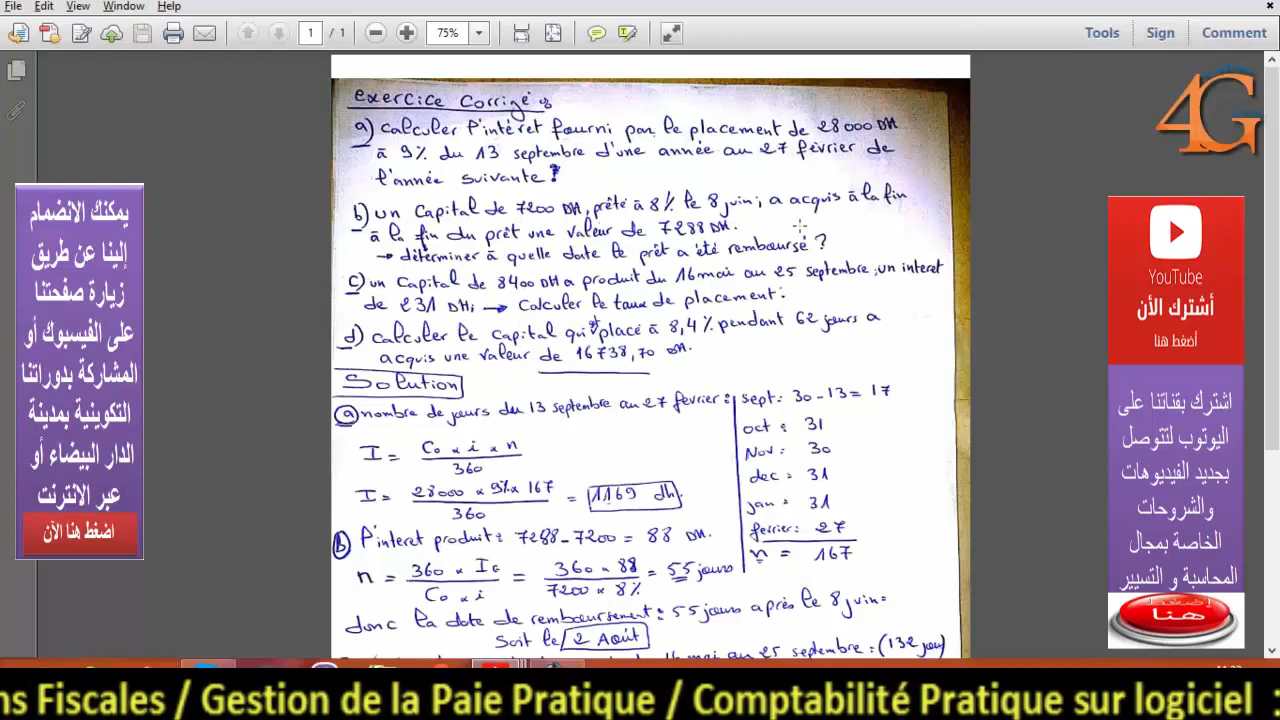 File Edit View Window Help
1 / 1 75% Tools Sign Comment
exercice corrigé
a) calculer l'intéret fourni par le placement de 28000 DH
à 9% du 13 septembre d'une année au 27 février de
l'année suivante?
b) un Capital de 7200 DH, prêté à 8% le 8 juin, a acquis à la fin
à la fin du prêt une valeur de 7288 DH.
→ déterminer à quelle date le prêt a été remboursé ?
c) un Capital de 8400 DH a produit du 16 mai au 25 septembre, un interet
de 231 DH, → Calculer le taux de placement:
d) calculer le capital qui est placé à 8,4% pendant 62 jours a
acquis une valeur de 16738,70 DH.
Solution
a) nombre de jours du 13 septembre au 27 fevrier:
I = Co x i x n
360
I = 28000 x 9% x 167 = 1169 dh.
360
sept: 30 - 13 = 17
oct: 31
Nov: 30
dec: 31
jan: 31
fevrier: 27
n = 167
b) l'interet produit: 7288 - 7200 = 88 DH.
n = 360 x IG = 360 x 88 = 55 jours
Co x i 7200 x 8%
donc la date de remboursement: 55 jours après le 8 juin:
Soit le 2 Août
mai au 25 septembre: (132 jours)
يمكنك الانضمام
إلينا عن طريق
زيارة صفحتنا
على الفيسبوك أو
المشاركة بدوراتنا
التكوينية بمدينة
الدار البيضاء أو
عبر الانترنت
اضغط هنا الآن
4G
YouTube
أشترك الأن
أضغط هنا
اشترك بقناتنا على
اليوتوب لتتوصل
بجديد الفيديوهات
والشروحات
الخاصة بمجال
المحاسبة و التسيير
إضغط
هنا
ns Fiscales / Gestion de la Paie Pratique / Comptabilité Pratique sur logiciel :